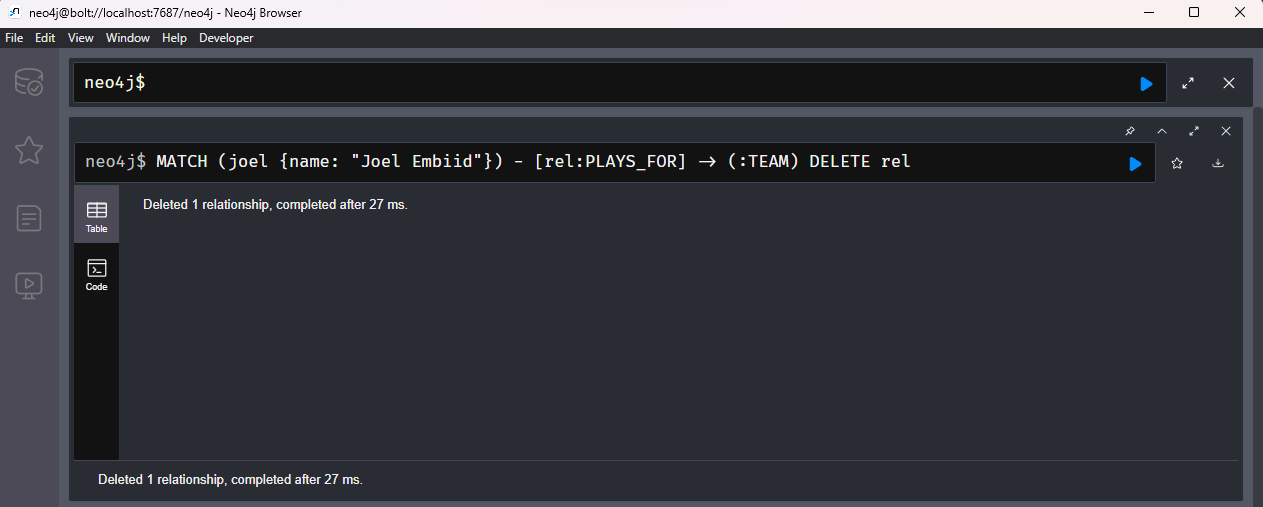 neo4j@bolt://localhost:7687/neo4j - Neo4j Browser
File Edit View Window Help Developer
neo4j$
neo4j$ MATCH (joel {name: "Joel Embiid"}) - [rel:PLAYS_FOR] -> (:TEAM) DELETE rel
Table
Deleted 1 relationship, completed after 27 ms.
Code
Deleted 1 relationship, completed after 27 ms.